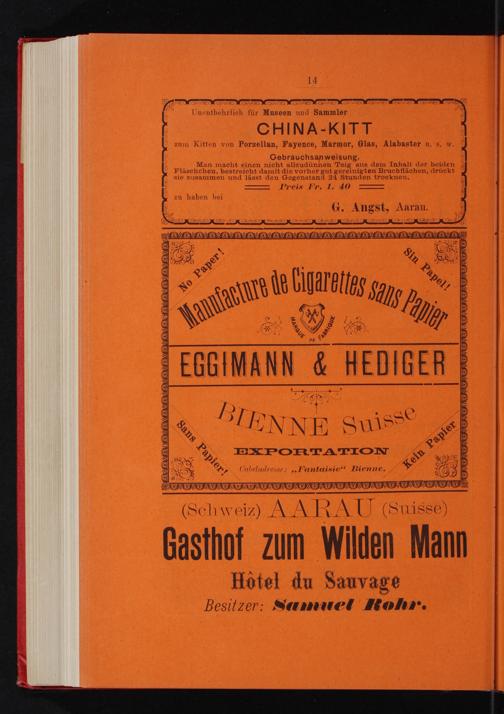 14
Unentbehrlich für Museen und Sammler
CHINA-KITT
zum Kitten von Porzellan, Fayence, Marmor, Glas, Alabaster u. s. w.
Gebrauchsanweisung.
Man macht einen nicht allzudünnen Teig aus dem Inhalt der beiden
Fläschchen, bestreicht damit die vorher gut gereinigten Bruchflächen, drückt
sie zusammen und lässt den Gegenstand 24 Stunden trocknen.
Preis Fr. 1. 40
zu haben bei
G. Angst, Aarau.
No Paper!
Sin Papel!
Manufacture de Cigarettes sans Papier
MARQUE DE FABRIQUE
EGGIMANN & HEDIGER
BIENNE Suisse
Sans Papier!
Kein Papier
EXPORTATION
Cabeladresse: „Fantaisie“ Bienne.
(Schweiz) AARAU (Suisse)
Gasthof zum Wilden Mann
Hôtel du Sauvage
Besitzer: Samuel Rohr.